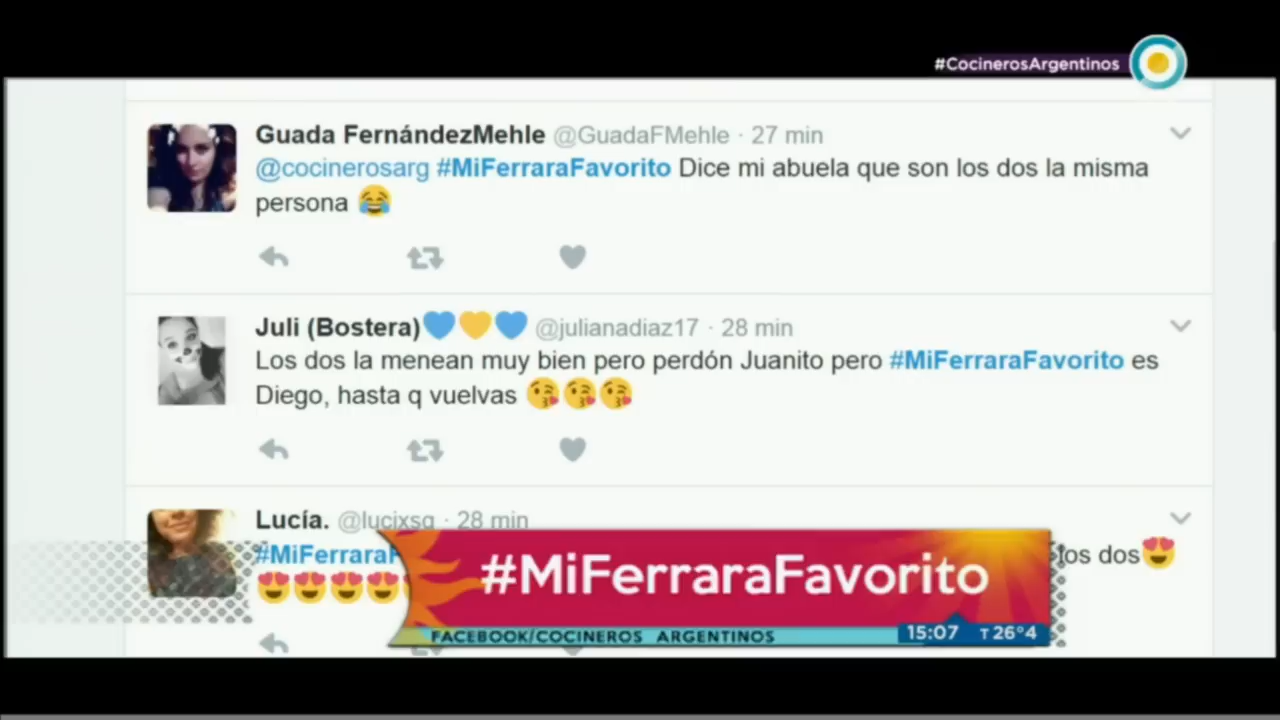 #CocinerosArgentinos
Guada FernándezMehle @GuadaFMehle · 27 min
@cocinerosarg #MiFerraraFavorito Dice mi abuela que son los dos la misma
persona 😂
Juli (Bostera)💙💛💙 @julianadiaz17 · 28 min
Los dos la menean muy bien pero perdón Juanito pero #MiFerraraFavorito es
Diego, hasta q vuelvas 😘😘😘
Lucía. @lucixsg · 28 min
los dos😍
😍😍😍😍
#MiFerraraFavorito
FACEBOOK/COCINEROS ARGENTINOS
15:07 T 26°4